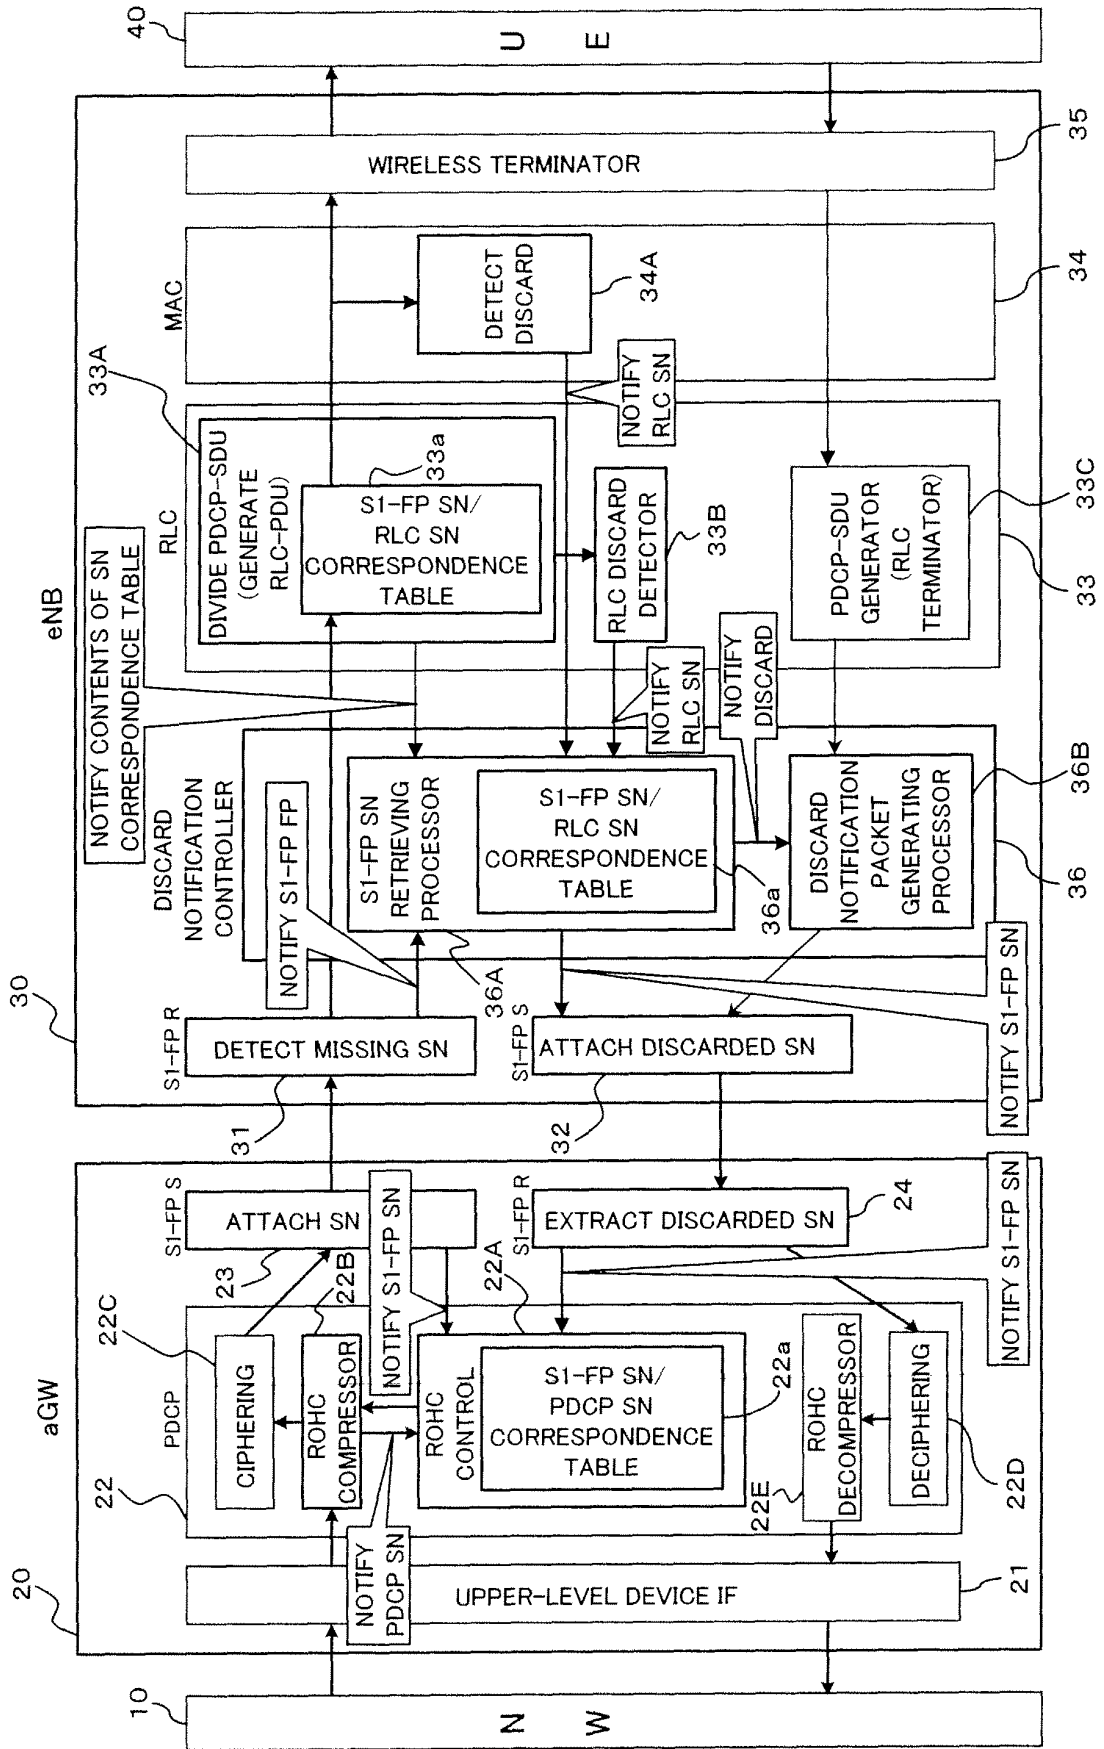 10
NW
20
aGW
21
UPPER-LEVEL DEVICE IF
22
PDCP
22C
CIPHERING
22B
ROHC
COMPRESSOR
NOTIFY
PDCP SN
22A
ROHC
CONTROL
S1-FP SN/
PDCP SN
CORRESPONDENCE
TABLE
22a
22E
ROHC
DECOMPRESSOR
DECIPHERING
22D
S1-FP S
ATTACH SN
23
NOTIFY S1-FP SN
S1-FP R
EXTRACT DISCARDED SN
24
NOTIFY S1-FP SN
30
eNB
S1-FP R
DETECT MISSING SN
31
S1-FP S
ATTACH DISCARDED SN
32
NOTIFY S1-FP SN
NOTIFY S1-FP FP
DISCARD
NOTIFICATION
CONTROLLER
36A
S1-FP SN
RETRIEVING
PROCESSOR
S1-FP SN/
RLC SN
CORRESPONDENCE
TABLE
36a
DISCARD
NOTIFICATION
PACKET
GENERATING
PROCESSOR
36B
36
NOTIFY
DISCARD
NOTIFY
RLC SN
NOTIFY CONTENTS OF SN
CORRESPONDENCE TABLE
RLC
33A
DIVIDE PDCP-SDU
(GENERATE
RLC-PDU)
33a
S1-FP SN/
RLC SN
CORRESPONDENCE
TABLE
RLC DISCARD
DETECTOR
33B
PDCP-SDU
GENERATOR
(RLC
TERMINATOR)
33C
33
NOTIFY
RLC SN
MAC
DETECT
DISCARD
34A
34
WIRELESS TERMINATOR
35
40
UE